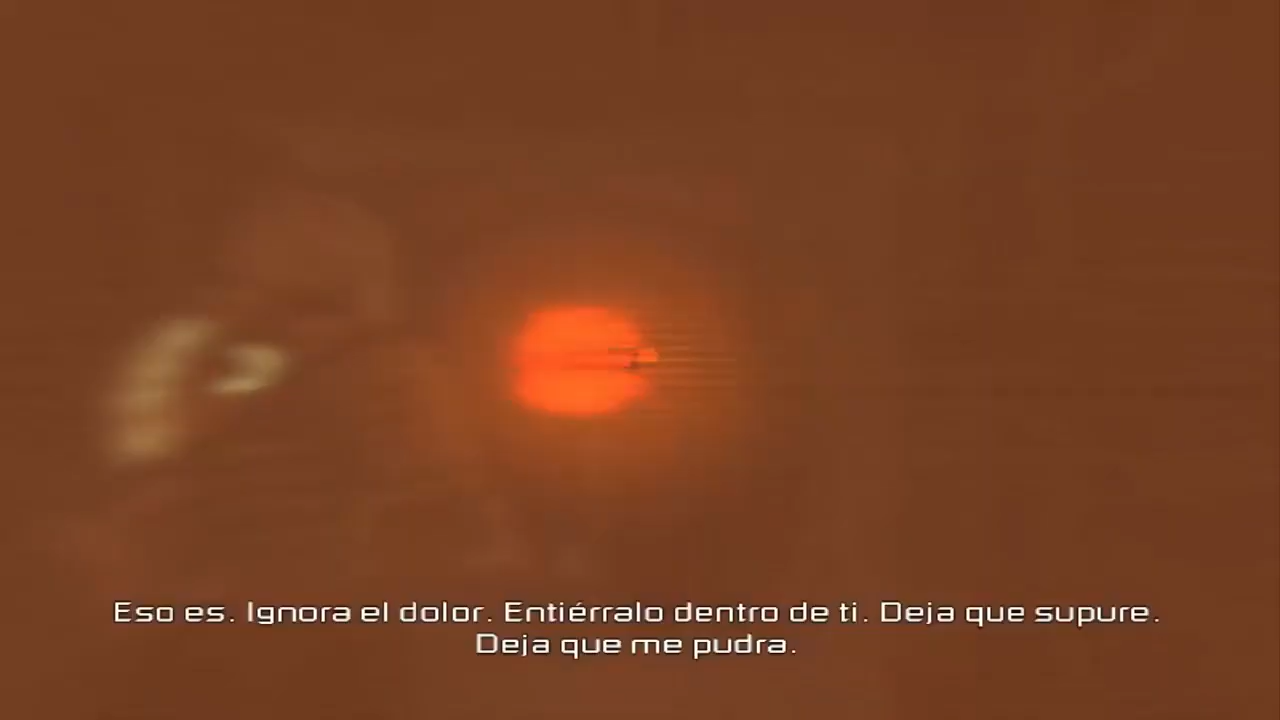 Eso es. Ignora el dolor. Entiérralo dentro de ti. Deja que supure.
Deja que me pudra.